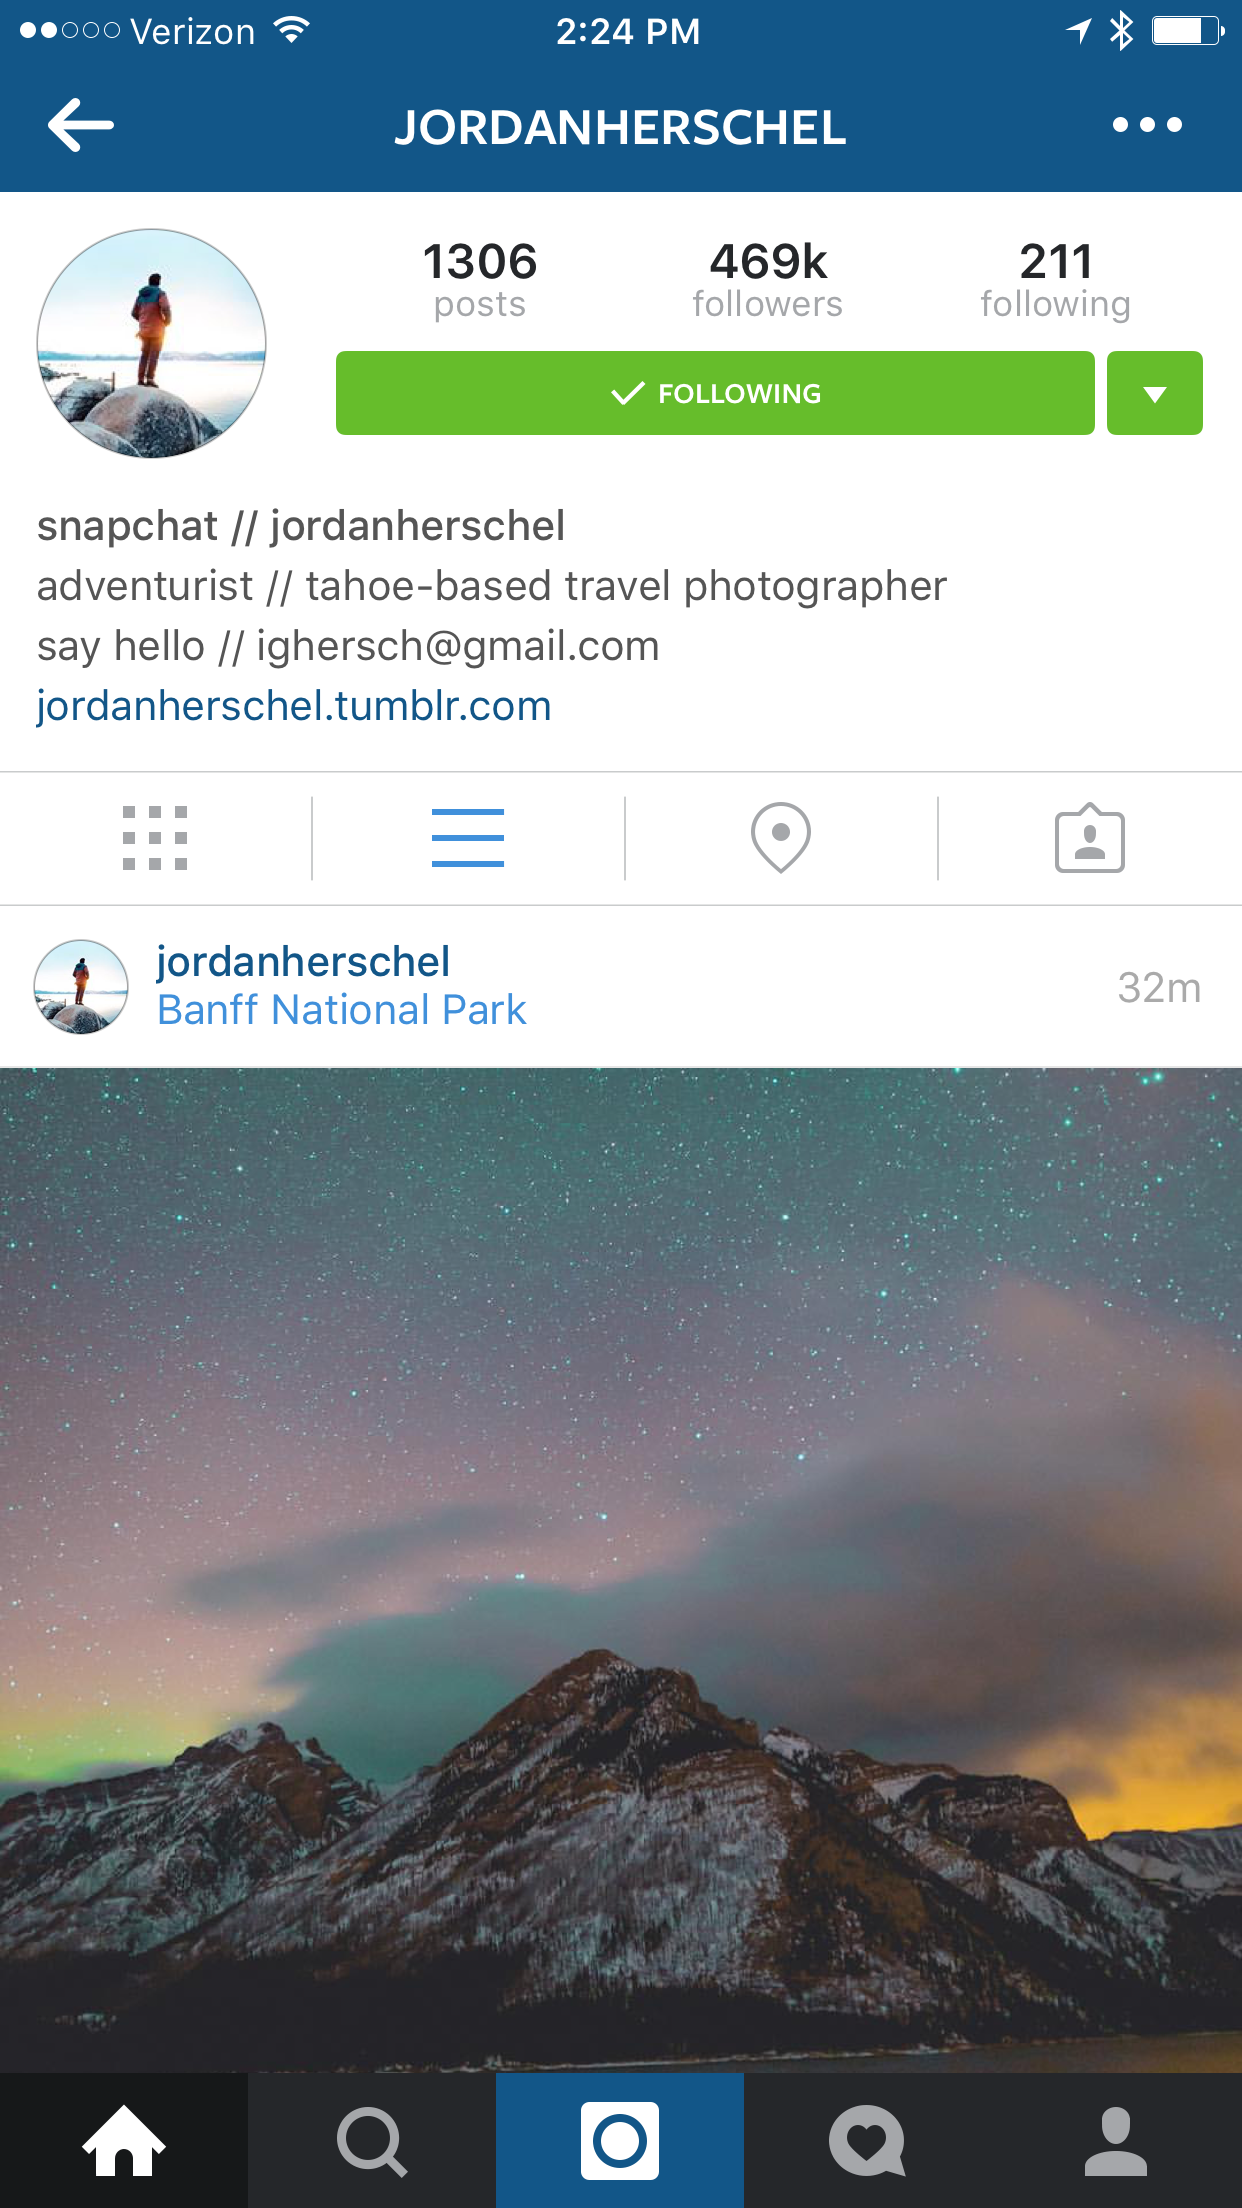 Verizon 2:24 PM
JORDANHERSCHEL
1306 469k 211
posts followers following
FOLLOWING
snapchat // jordanherschel
adventurist // tahoe-based travel photographer
say hello // ighersch@gmail.com
jordanherschel.tumblr.com
jordanherschel
Banff National Park
32m